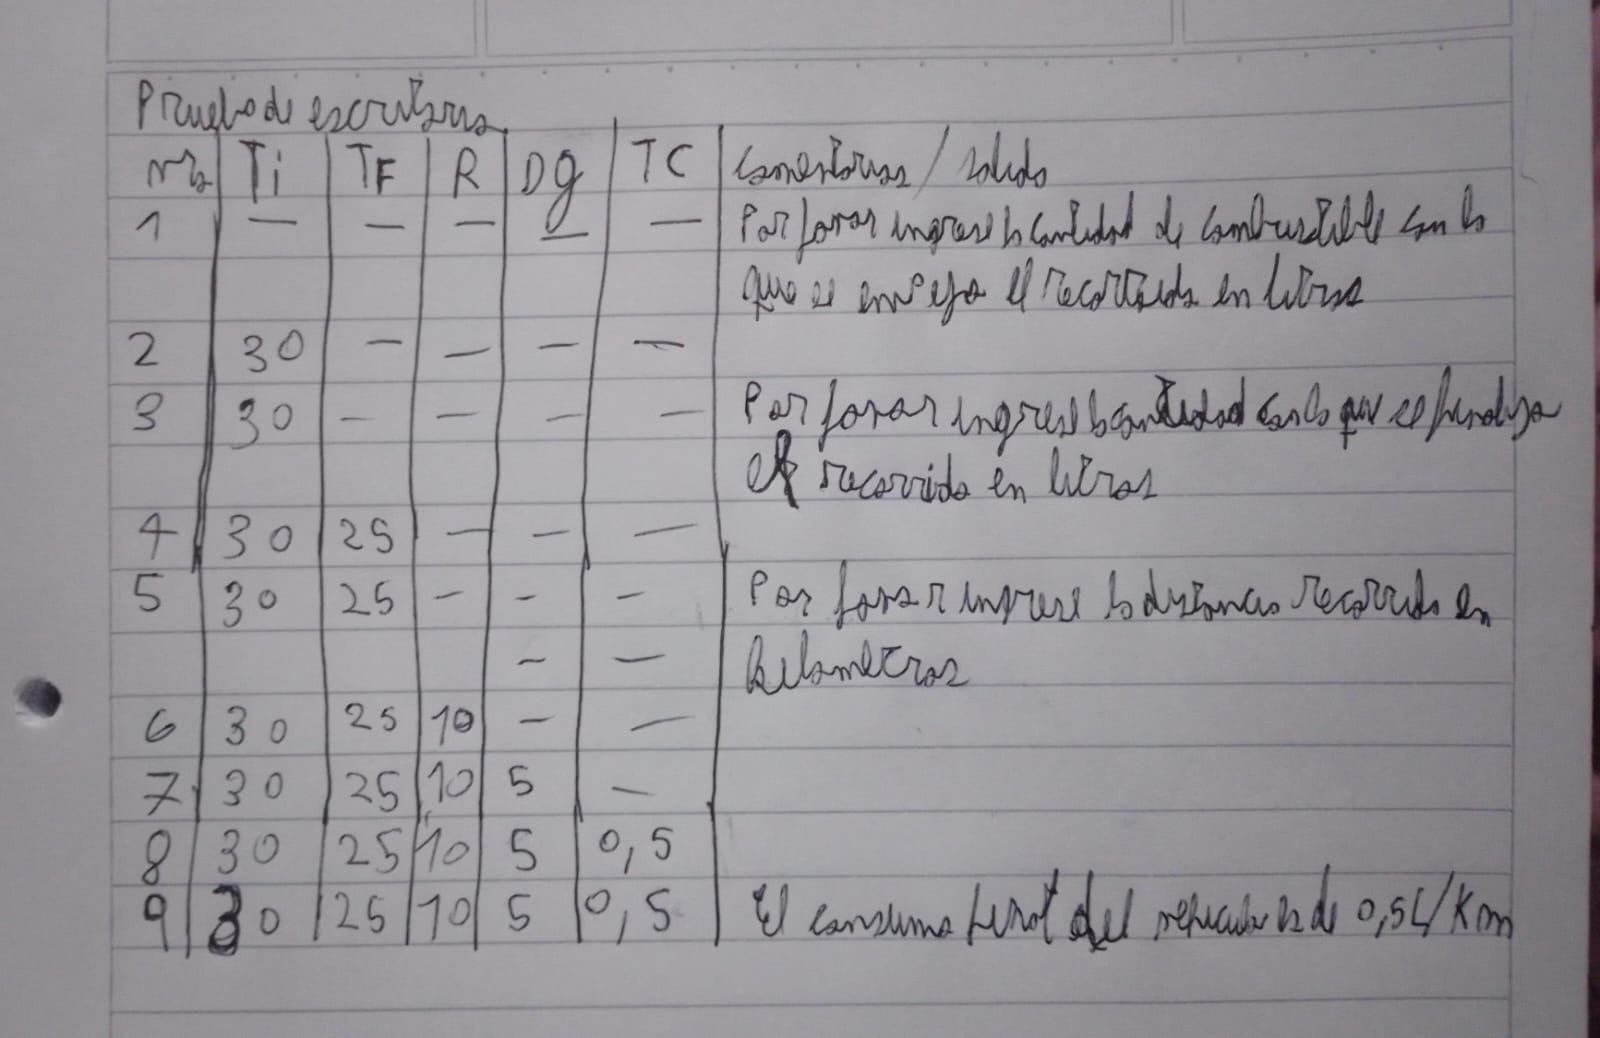 Prueba de escritorio
nro Ti TF R Dg TC Comentarios / salida
1 — — — — — Por favor ingrese la cantidad de combustible con la
que se empeza el recorrido en litros
2 30 — — — —
3 30 — — — — Por favor ingrese la cantidad con la que se finaliza
el recorrido en litros
4 30 25 — — —
5 30 25 - - - Por favor ingrese la distancia recorrida en
- — kilometros
6 30 25 10 - —
7 30 25 10 5 —
8 30 25 10 5 0,5
9 30 25 10 5 0,5 El consumo final del vehiculo es de 0,5L/Km